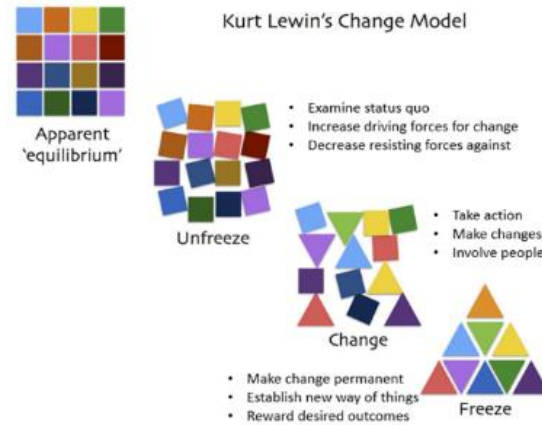 Kurt Lewin's Change Model
Apparent
'equilibrium'
• Examine status quo
• Increase driving forces for change
• Decrease resisting forces against
Unfreeze
• Take action
• Make changes
• Involve people
Change
• Make change permanent
• Establish new way of things
• Reward desired outcomes
Freeze